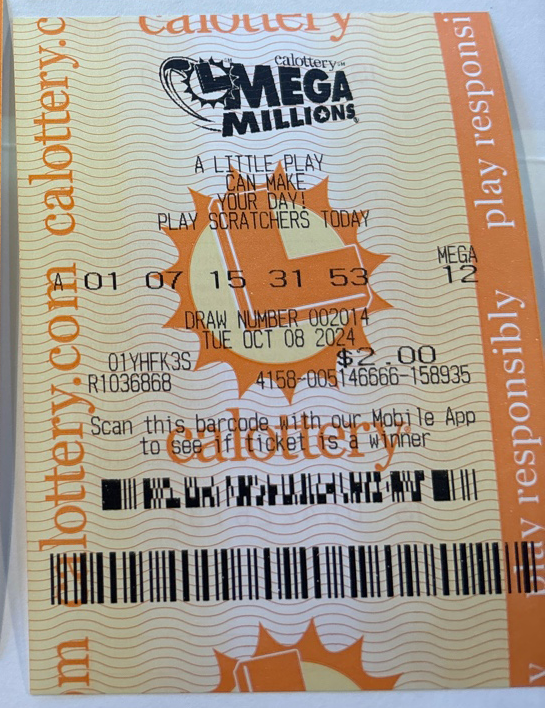 calottery
calottery
MEGA
MILLIONS
A LITTLE PLAY
CAN MAKE
YOUR DAY!
PLAY SCRATCHERS TODAY
MEGA
A 01 07 15 31 53 12
DRAW NUMBER 002014
TUE OCT 08 2024
$2.00
01YHFK3S
R1036868 4158-005146666-158935
Scan this barcode with our Mobile App
to see if ticket is a winner
calottery
calottery.c
calottery.com
play responsi
play responsibly